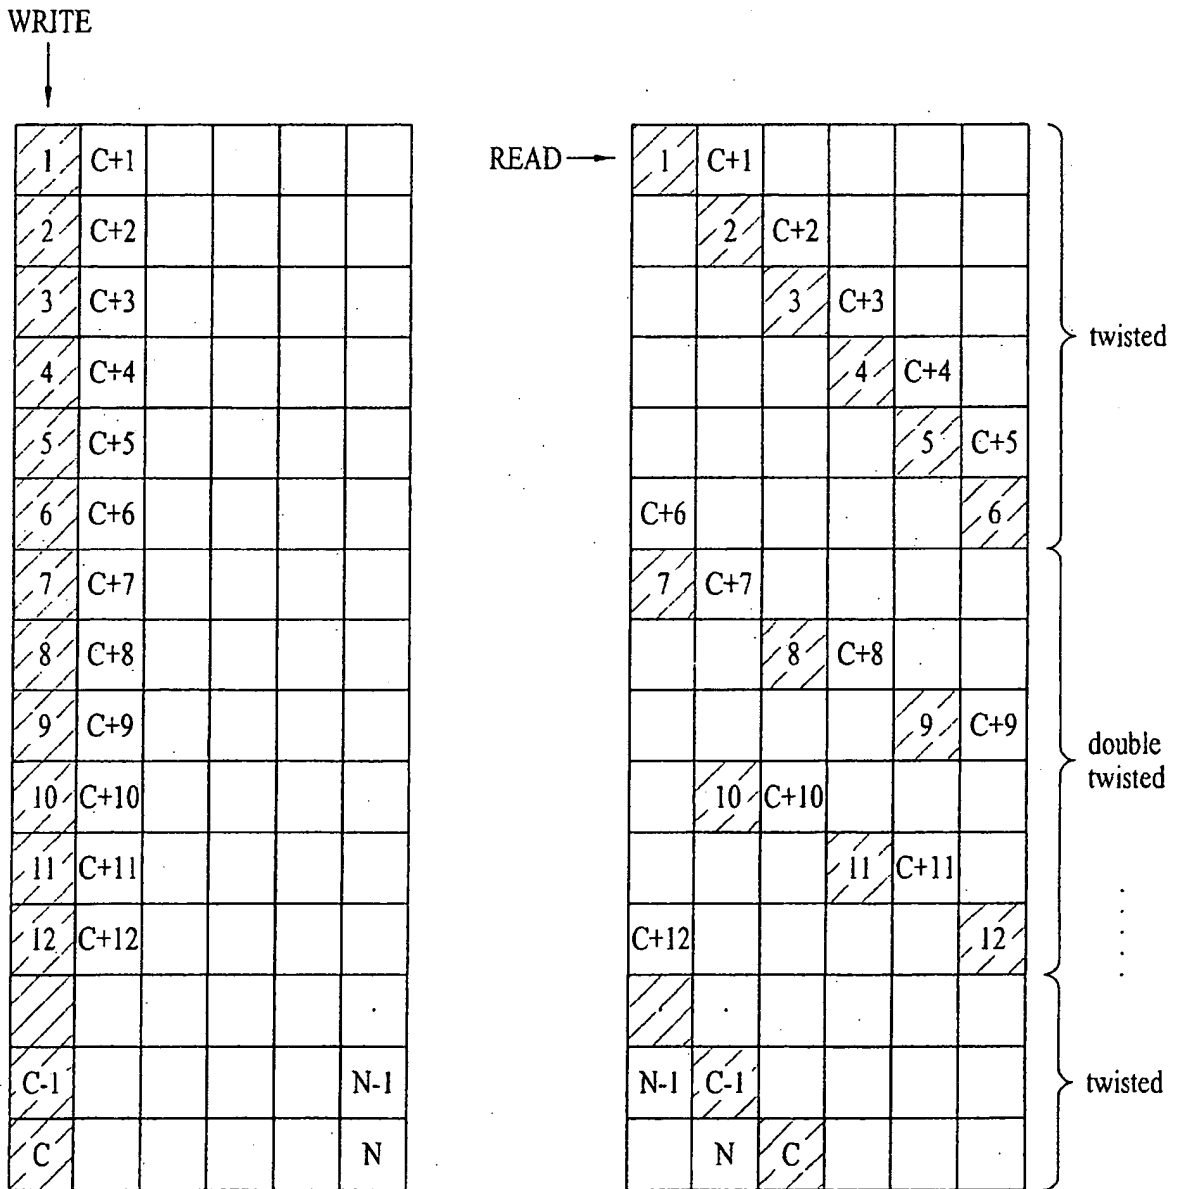 WRITE
1 C+1
2 C+2
3 C+3
4 C+4
5 C+5
6 C+6
7 C+7
8 C+8
9 C+9
10 C+10
11 C+11
12 C+12
C-1 N-1
C N
READ
1 C+1
2 C+2
3 C+3
4 C+4
5 C+5
C+6 6
7 C+7
8 C+8
9 C+9
10 C+10
11 C+11
C+12 12
N-1 C-1
N C
twisted
double
twisted
twisted